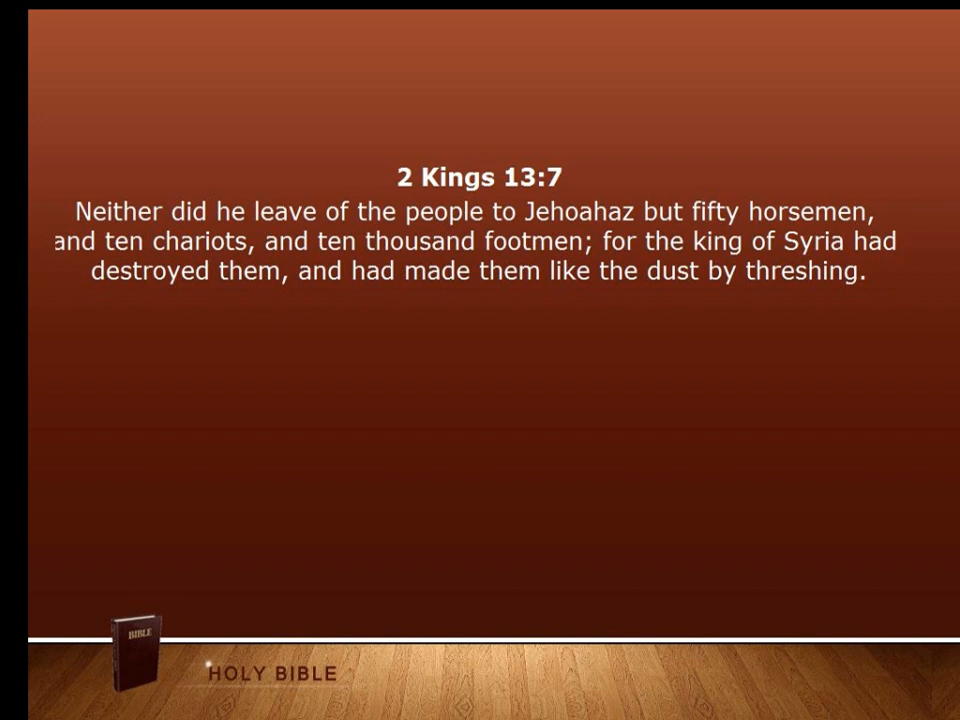 2 Kings 13:7
Neither did he leave of the people to Jehoahaz but fifty horsemen,
and ten chariots, and ten thousand footmen; for the king of Syria had
destroyed them, and had made them like the dust by threshing.
BIBLE
HOLY BIBLE